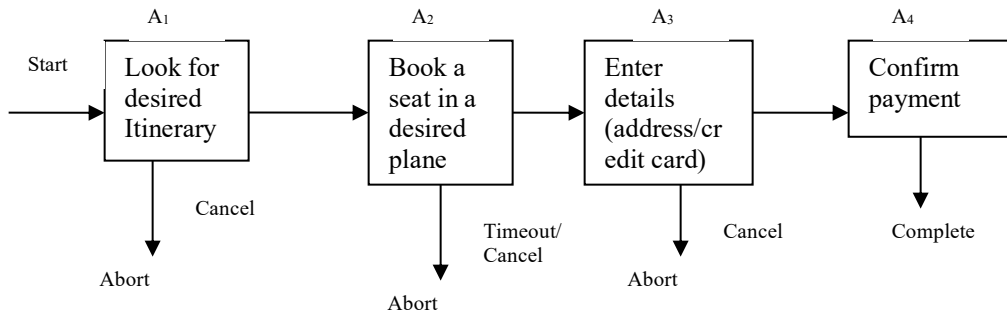 A1
A2
A3
A4
Start
Look for
desired
Itinerary
Book a
seat in a
desired
plane
Enter
details
(address/cr
edit card)
Confirm
payment
Cancel
Timeout/
Cancel
Cancel
Complete
Abort
Abort
Abort